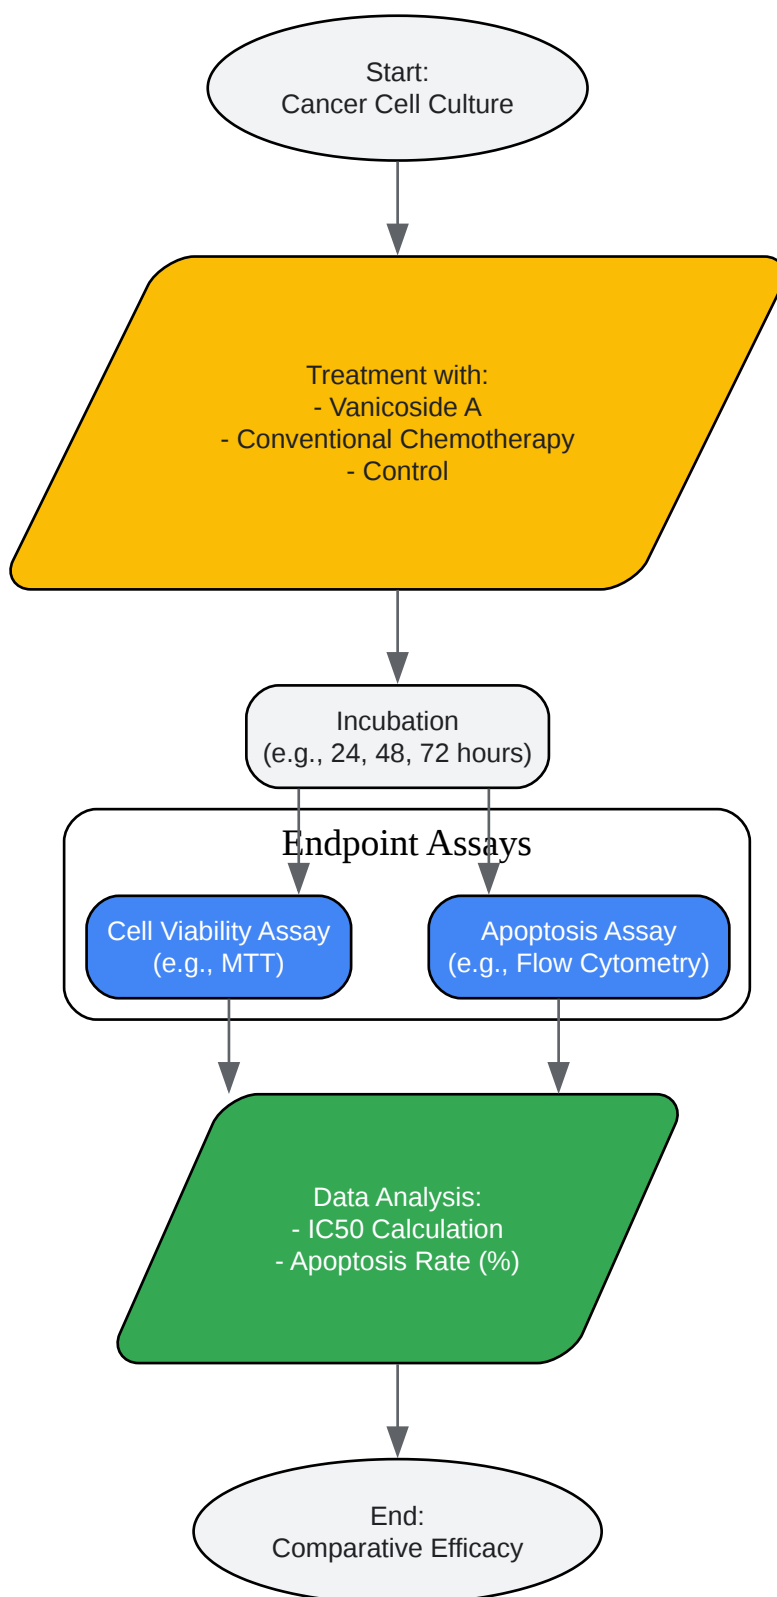 Start:
Cancer Cell Culture
Treatment with:
- Vanicoside A
- Conventional Chemotherapy
- Control
Incubation
(e.g., 24, 48, 72 hours)
Endpoint Assays
Cell Viability Assay
(e.g., MTT)
Apoptosis Assay
(e.g., Flow Cytometry)
Data Analysis:
- IC50 Calculation
- Apoptosis Rate (%)
End:
Comparative Efficacy